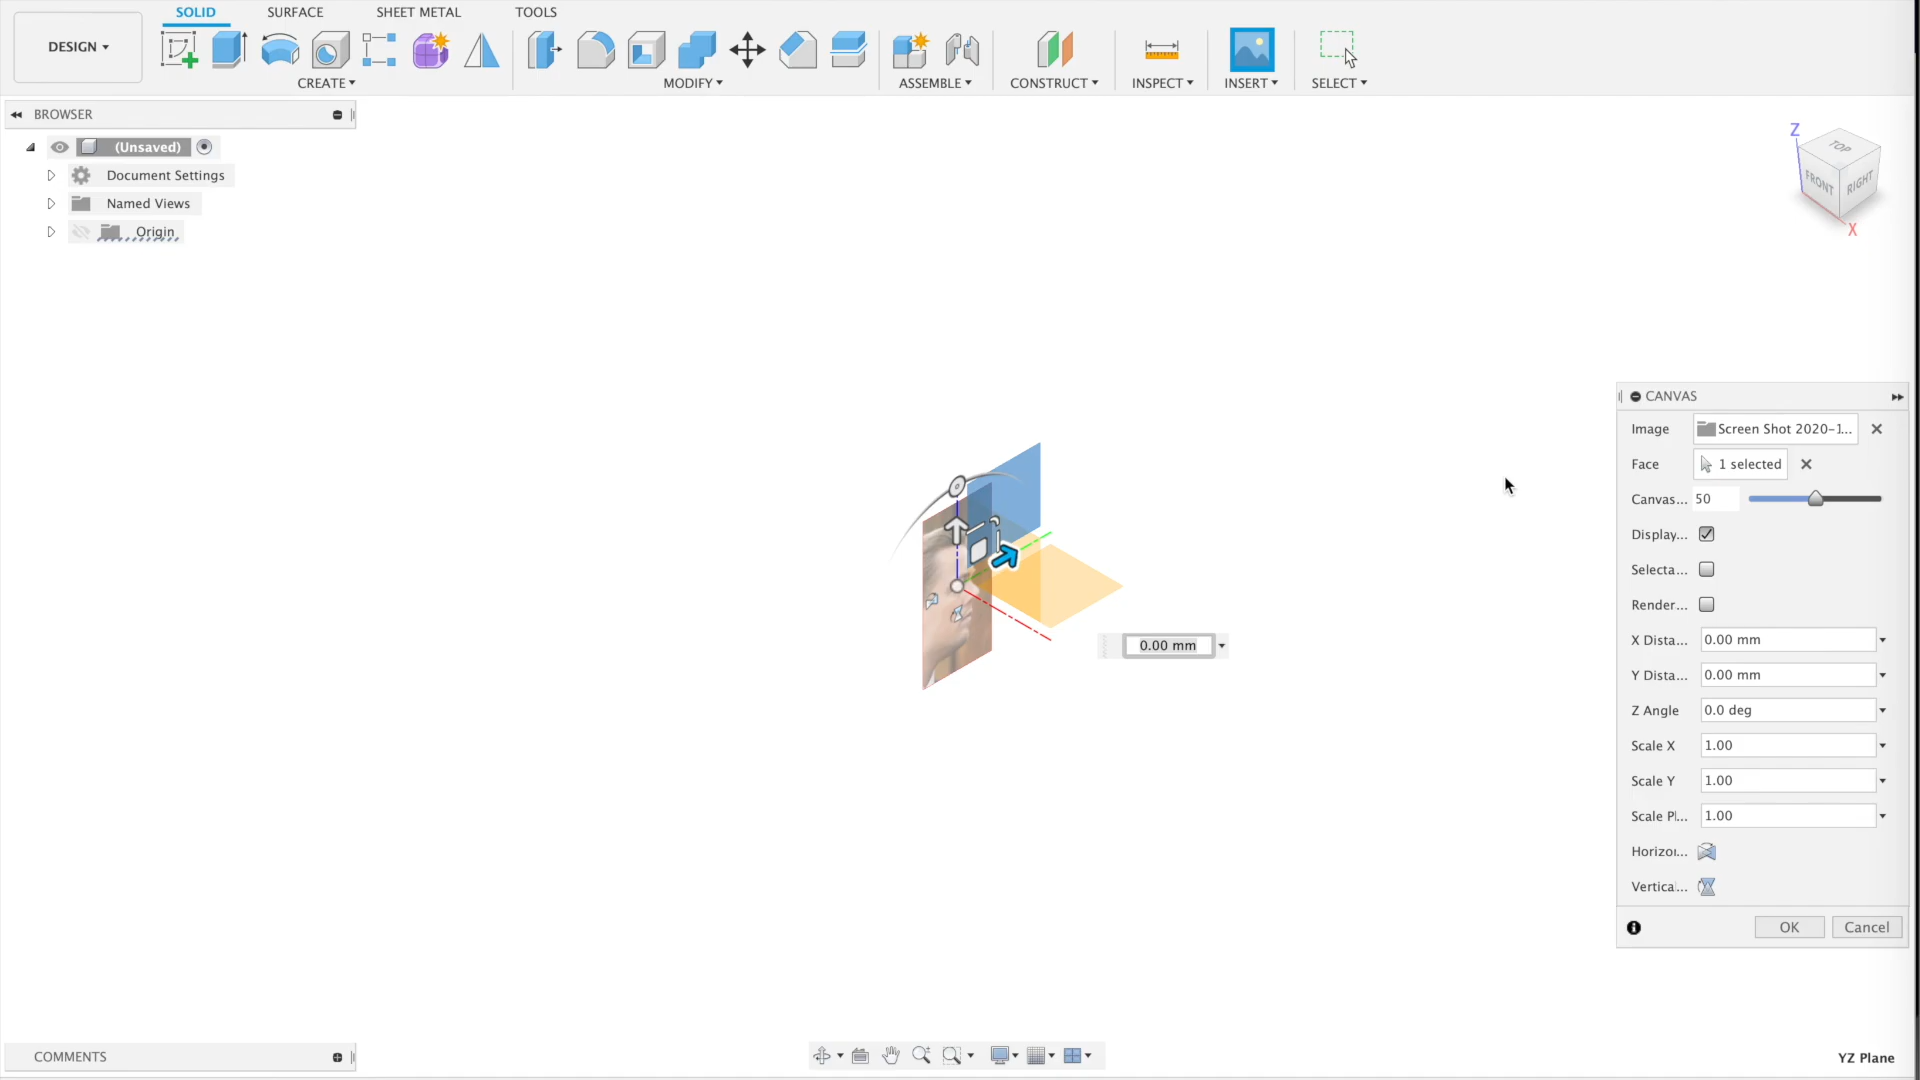 SOLID SURFACE SHEET METAL TOOLS
DESIGN
CREATE MODIFY ASSEMBLE CONSTRUCT INSPECT INSERT SELECT
BROWSER
(Unsaved)
Document Settings
Named Views
Origin
Z
TOP
FRONT RIGHT
X
CANVAS
Image Screen Shot 2020-1...
Face 1 selected
Canvas... 50
Display...
Selecta...
Render...
X Dista... 0.00 mm
Y Dista... 0.00 mm
Z Angle 0.0 deg
Scale X 1.00
Scale Y 1.00
Scale Pl... 1.00
Horizo...
Vertica...
OK Cancel
0.00 mm
COMMENTS
YZ Plane